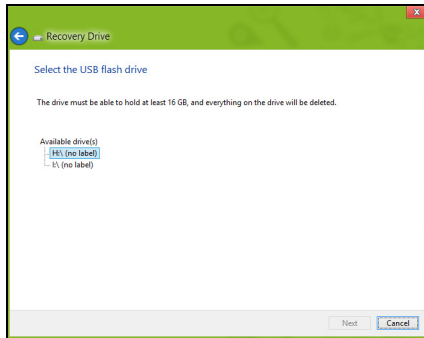 Recovery Drive
Select the USB flash drive
The drive must be able to hold at least 16 GB, and everything on the drive will be deleted.
Available drive(s)
H:\ (no label)
I:\ (no label)
Next Cancel